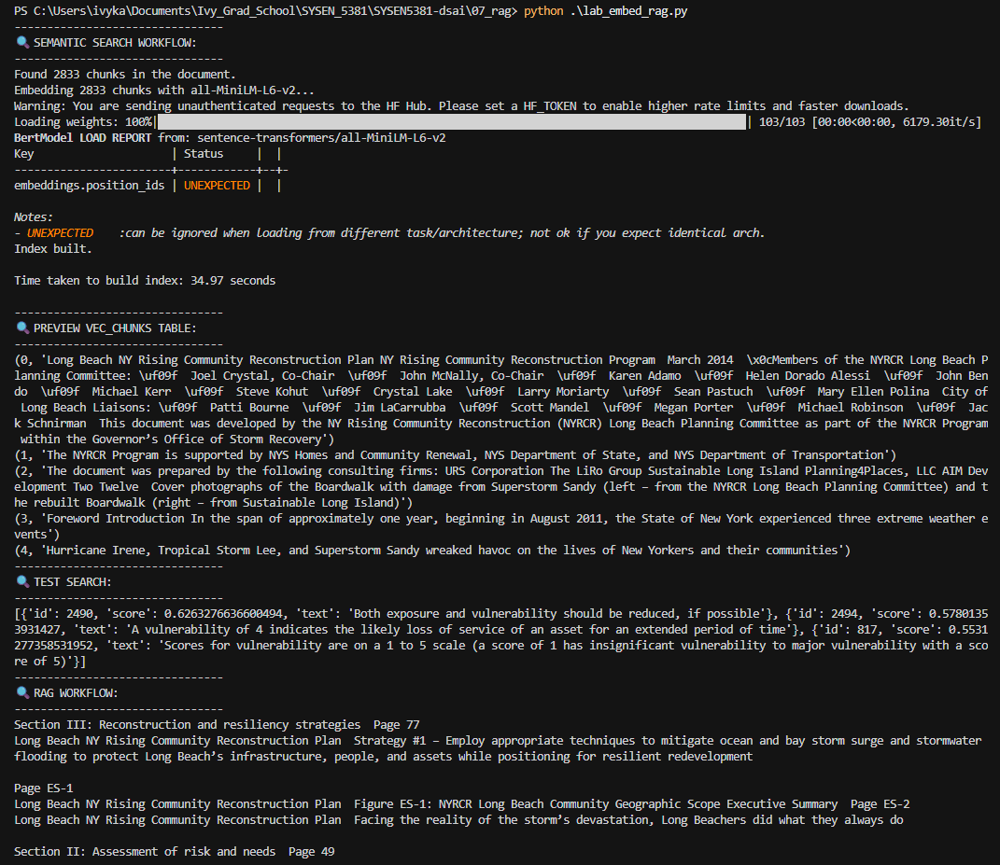 PS C:\Users\ivyka\Documents\Ivy_Grad_School\SYSEN_5381\SYSEN5381-dsai\07_rag> python .\lab_embed_rag.py
--------------------------------
🔍 SEMANTIC SEARCH WORKFLOW:
--------------------------------
Found 2833 chunks in the document.
Embedding 2833 chunks with all-MiniLM-L6-v2...
Warning: You are sending unauthenticated requests to the HF Hub. Please set a HF_TOKEN to enable higher rate limits and faster downloads.
Loading weights: 100%|██████████| 103/103 [00:00<00:00, 6179.30it/s]
BertModel LOAD REPORT from: sentence-transformers/all-MiniLM-L6-v2
Key                     | Status     |  |
------------------------+------------+--+-
embeddings.position_ids | UNEXPECTED |  |
Notes:
- UNEXPECTED    :can be ignored when loading from different task/architecture; not ok if you expect identical arch.
Index built.
Time taken to build index: 34.97 seconds
--------------------------------
🔍 PREVIEW VEC_CHUNKS TABLE:
--------------------------------
(0, 'Long Beach NY Rising Community Reconstruction Plan NY Rising Community Reconstruction Program  March 2014  \x0cMembers of the NYRCR Long Beach P
lanning Committee: \uf09f  Joel Crystal, Co-Chair  \uf09f  John McNally, Co-Chair  \uf09f  Karen Adamo  \uf09f  Helen Dorado Alessi  \uf09f  John Ben
do  \uf09f  Michael Kerr  \uf09f  Steve Kohut  \uf09f  Crystal Lake  \uf09f  Larry Moriarty  \uf09f  Sean Pastuch  \uf09f  Mary Ellen Polina  City of
 Long Beach Liaisons: \uf09f  Patti Bourne  \uf09f  Jim LaCarrubba  \uf09f  Scott Mandel  \uf09f  Megan Porter  \uf09f  Michael Robinson  \uf09f  Jac
k Schnirman  This document was developed by the NY Rising Community Reconstruction (NYRCR) Long Beach Planning Committee as part of the NYRCR Program
 within the Governor’s Office of Storm Recovery')
(1, 'The NYRCR Program is supported by NYS Homes and Community Renewal, NYS Department of State, and NYS Department of Transportation')
(2, 'The document was prepared by the following consulting firms: URS Corporation The LiRo Group Sustainable Long Island Planning4Places, LLC AIM Dev
elopment Two Twelve  Cover photographs of the Boardwalk with damage from Superstorm Sandy (left – from the NYRCR Long Beach Planning Committee) and t
he rebuilt Boardwalk (right – from Sustainable Long Island)')
(3, 'Foreword Introduction In the span of approximately one year, beginning in August 2011, the State of New York experienced three extreme weather e
vents')
(4, 'Hurricane Irene, Tropical Storm Lee, and Superstorm Sandy wreaked havoc on the lives of New Yorkers and their communities')
--------------------------------
🔍 TEST SEARCH:
--------------------------------
[{'id': 2490, 'score': 0.6263276636600494, 'text': 'Both exposure and vulnerability should be reduced, if possible'}, {'id': 2494, 'score': 0.5780135
3931427, 'text': 'A vulnerability of 4 indicates the likely loss of service of an asset for an extended period of time'}, {'id': 817, 'score': 0.5531
277358531952, 'text': 'Scores for vulnerability are on a 1 to 5 scale (a score of 1 has insignificant vulnerability to major vulnerability with a sco
re of 5)'}]
--------------------------------
🔍 RAG WORKFLOW:
--------------------------------
Section III: Reconstruction and resiliency strategies  Page 77
Long Beach NY Rising Community Reconstruction Plan  Strategy #1 – Employ appropriate techniques to mitigate ocean and bay storm surge and stormwater
flooding to protect Long Beach’s infrastructure, people, and assets while positioning for resilient redevelopment
Page ES-1
Long Beach NY Rising Community Reconstruction Plan  Figure ES-1: NYRCR Long Beach Community Geographic Scope Executive Summary  Page ES-2
Long Beach NY Rising Community Reconstruction Plan  Facing the reality of the storm’s devastation, Long Beachers did what they always do
Section II: Assessment of risk and needs  Page 49